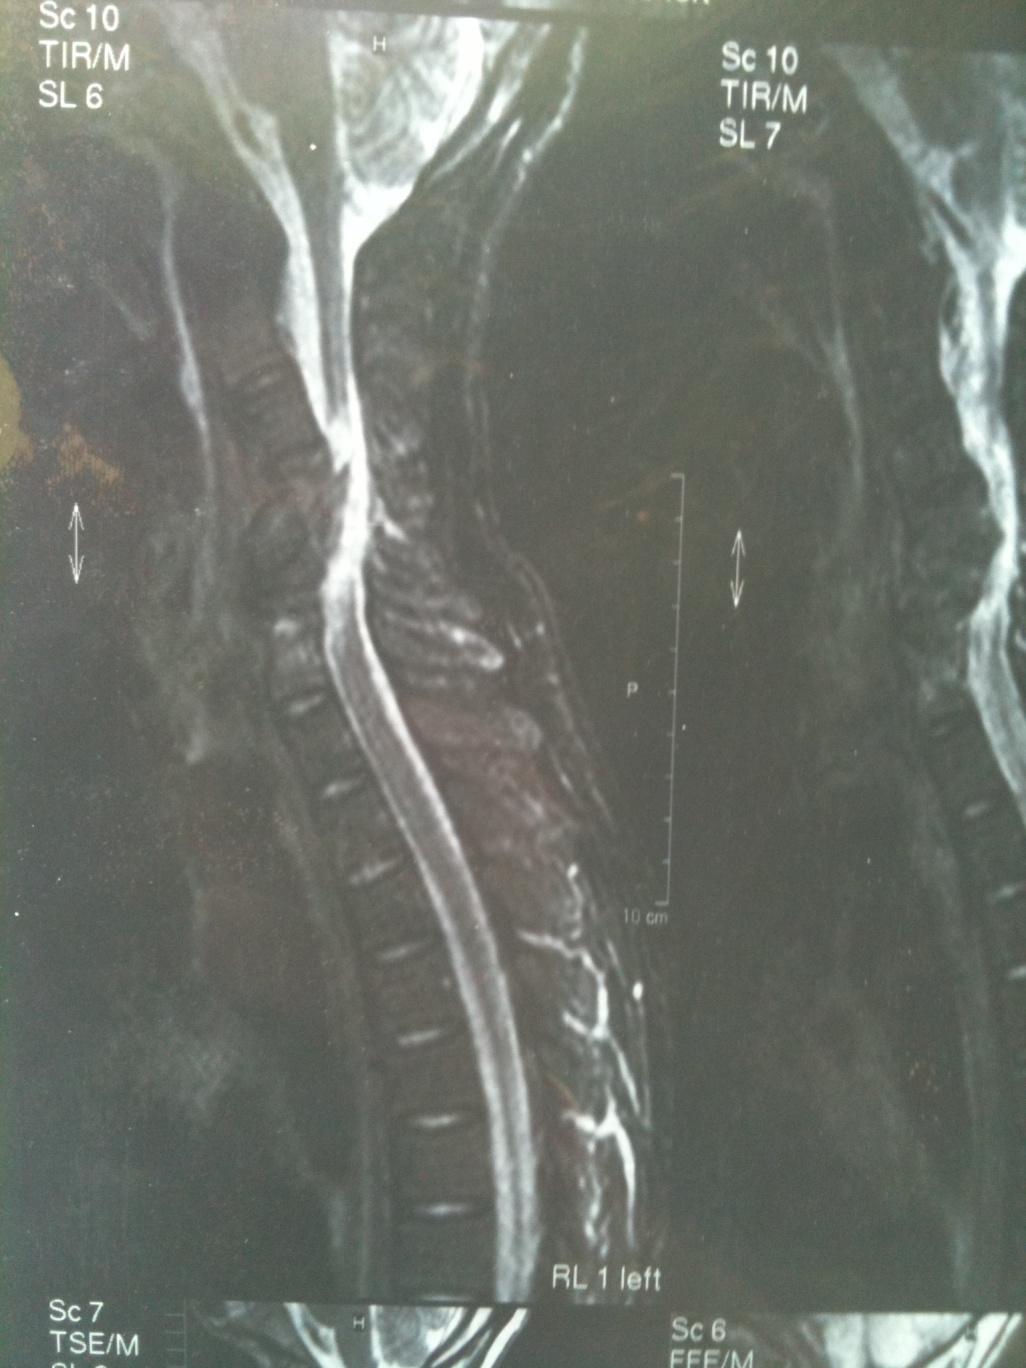 Sc 10
TIR/M
SL 6
H
Sc 10
TIR/M
SL 7
P
10 cm
RL 1 left
Sc 7
TSE/M
H
Sc 6